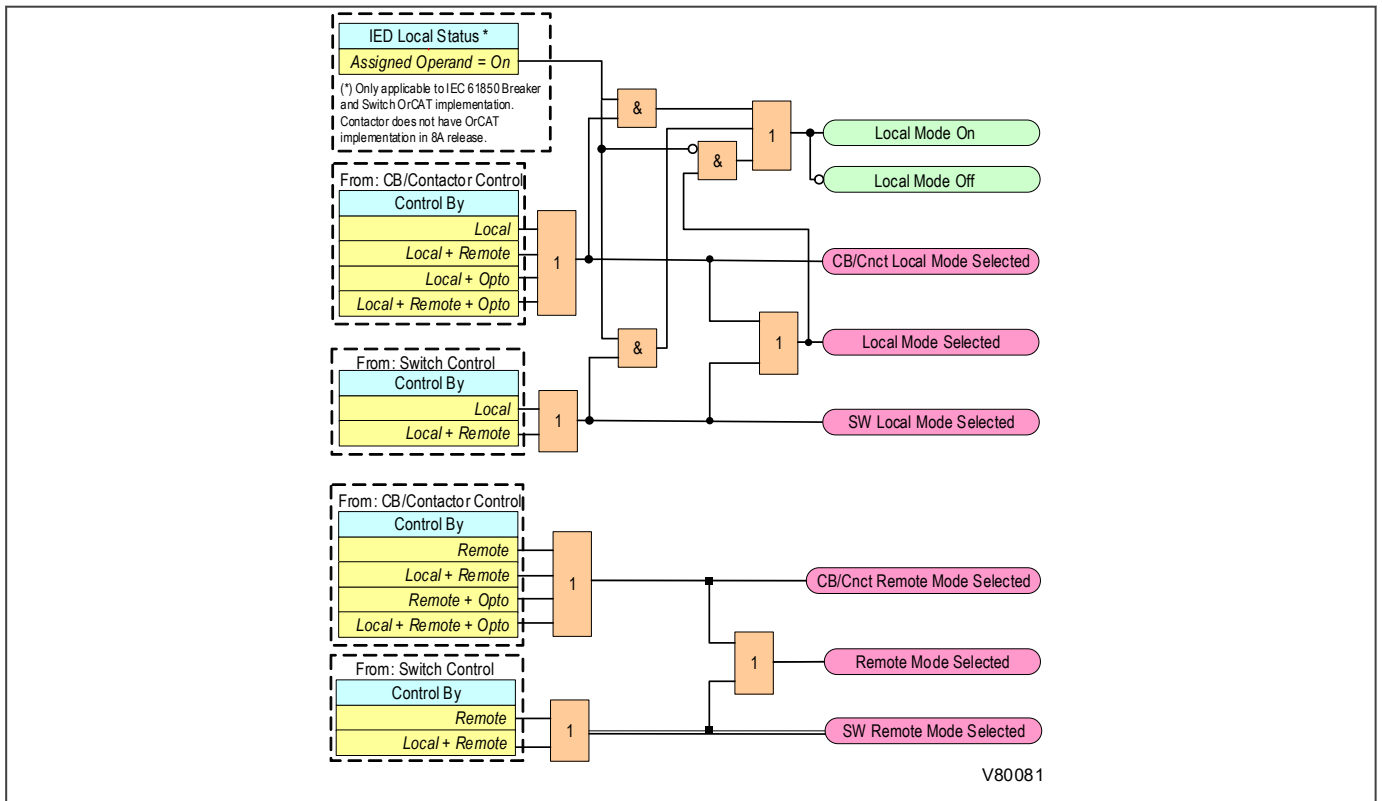 IED Local Status *
Assigned Operand = On
(*) Only applicable to IEC 61850 Breaker
and Switch OrCAT implementation.
Contactor does not have OrCAT
implementation in 8A release.
&
1
Local Mode On
&
Local Mode Off
From: CB/Contactor Control
Control By
Local
Local + Remote
Local + Opto
Local + Remote + Opto
1
CB/Cnct Local Mode Selected
&
1
Local Mode Selected
From: Switch Control
Control By
Local
Local + Remote
1
SW Local Mode Selected
From: CB/Contactor Control
Control By
Remote
Local + Remote
Remote + Opto
Local + Remote + Opto
1
CB/Cnct Remote Mode Selected
1
Remote Mode Selected
From: Switch Control
Control By
Remote
Local + Remote
1
SW Remote Mode Selected
V80081